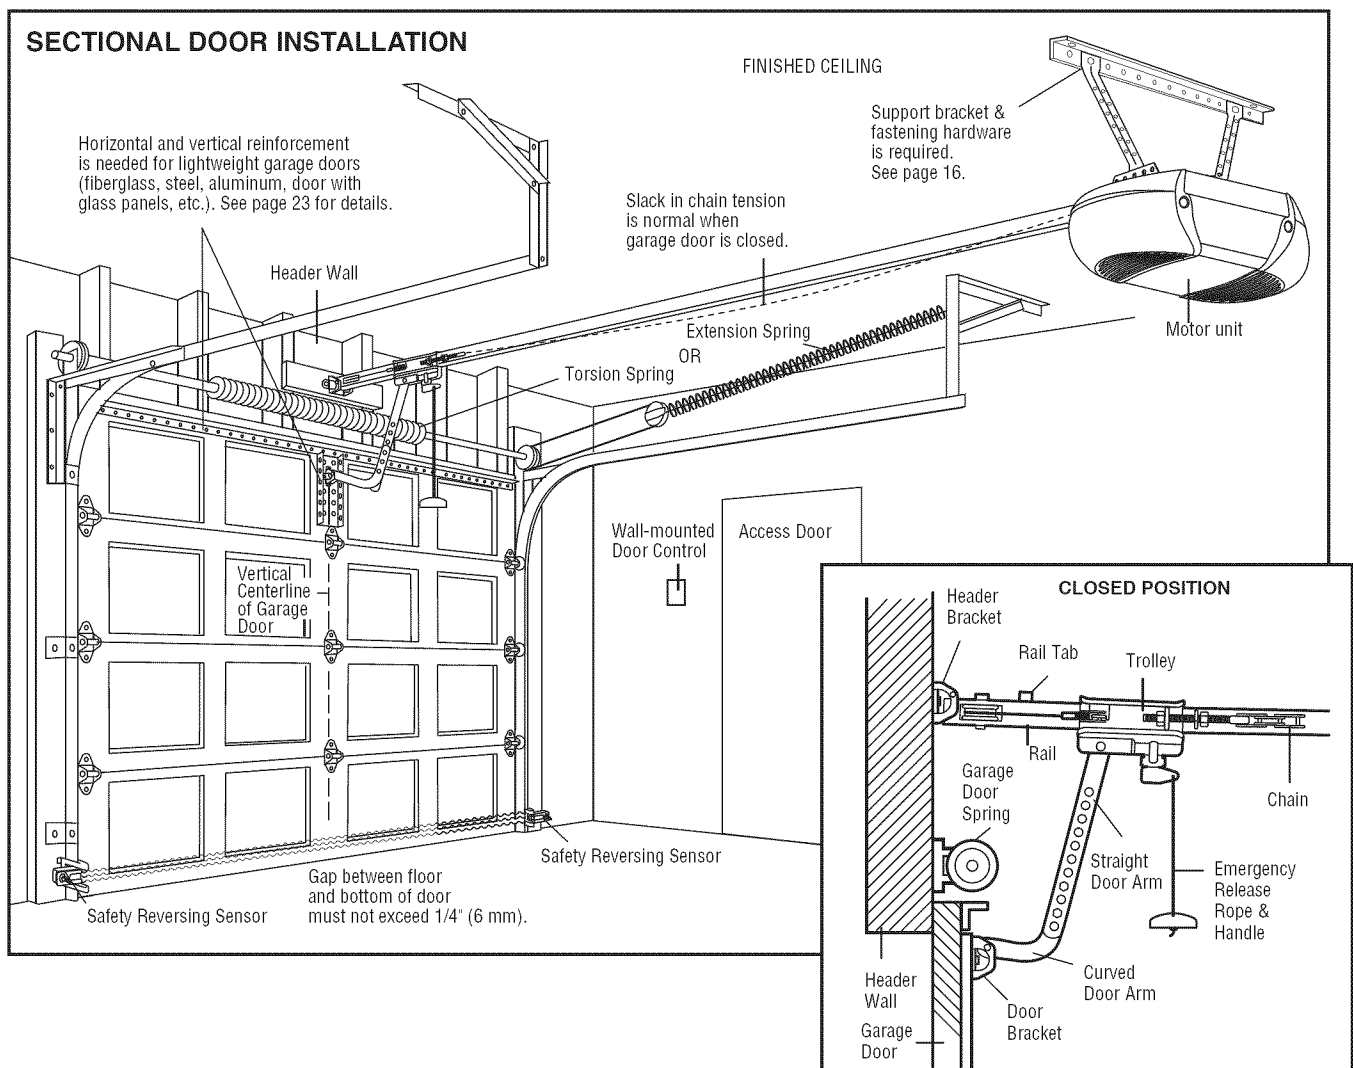 SECTIONAL DOOR INSTALLATION
FINISHED CEILING
Support bracket &
fastening hardware
is required.
See page 16.
Horizontal and vertical reinforcement
is needed for lightweight garage doors
(fiberglass, steel, aluminum, door with
glass panels, etc.). See page 23 for details.
Slack in chain tension
is normal when
garage door is closed.
Header Wall
Motor unit
Extension Spring
OR
Torsion Spring
Wall-mounted
Door Control
Access Door
Vertical
Centerline
of Garage
Door
Safety Reversing Sensor
Gap between floor
and bottom of door
must not exceed 1/4" (6 mm).
Safety Reversing Sensor
CLOSED POSITION
Header
Bracket
Rail Tab
Trolley
Rail
Chain
Garage
Door
Spring
Straight
Door Arm
Emergency
Release
Rope &
Handle
Curved
Door Arm
Header
Wall
Door
Bracket
Garage
Door